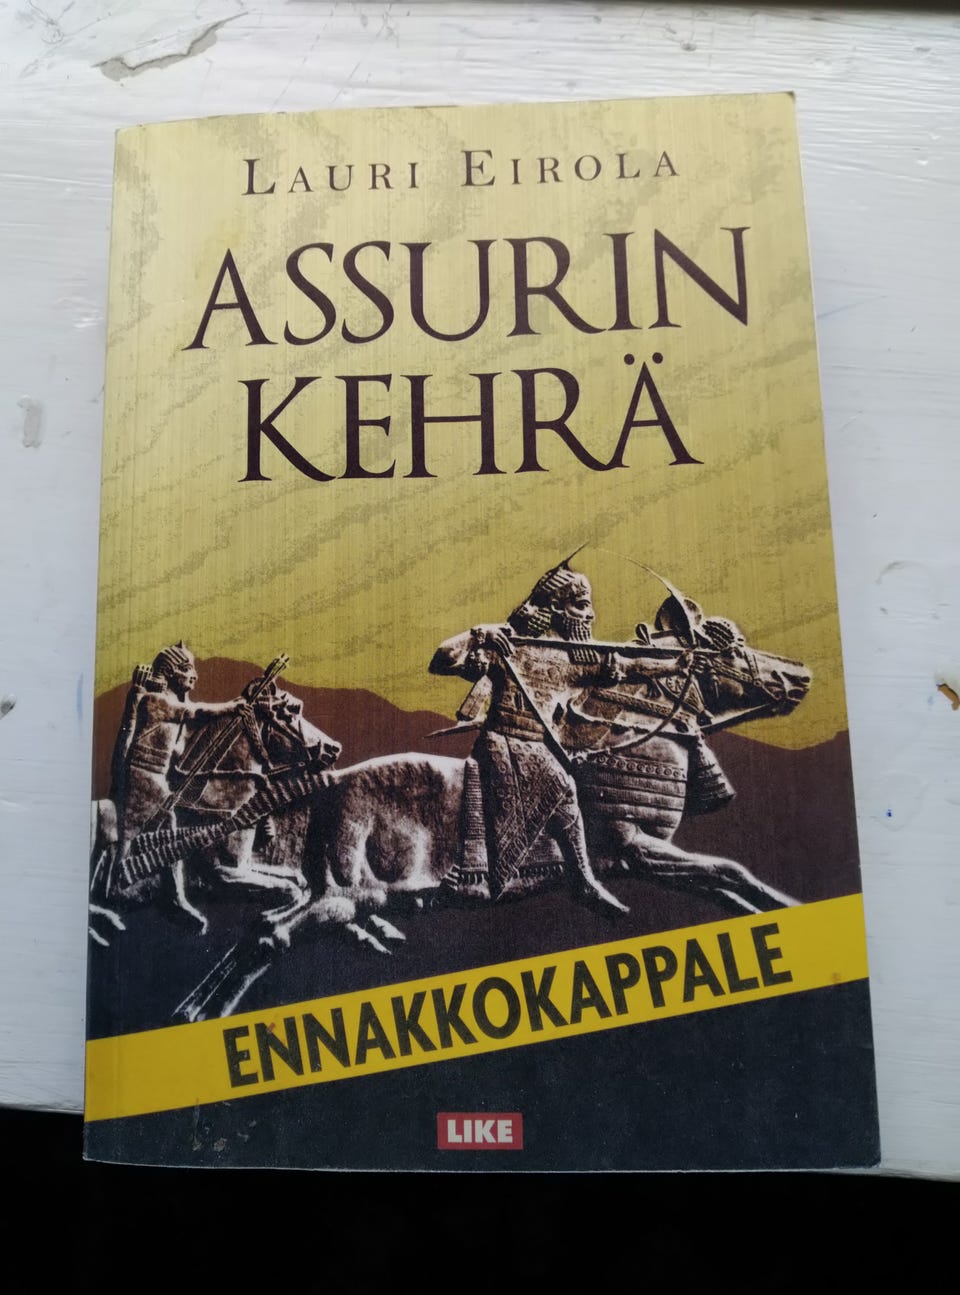 LAURI EIROLA
ASSURIN
KEHRÄ
ENNAKKOKAPPALE
LIKE